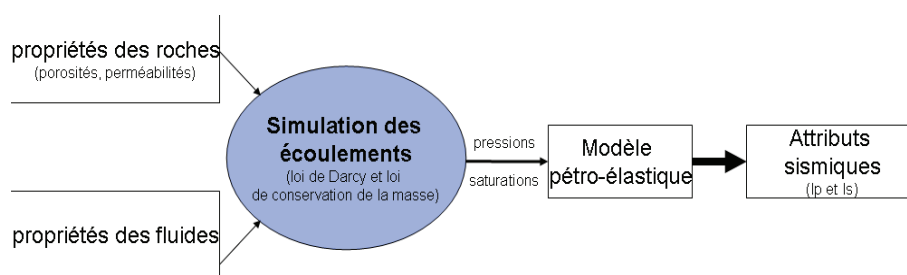 propriétés des roches
(porosités, perméabilités)
Simulation des
écoulements
(loi de Darcy et loi
de conservation de la masse)
propriétés des fluides
pressions
saturations
Modèle
pétro-élastique
Attributs
sismiques
(Ip et Is)